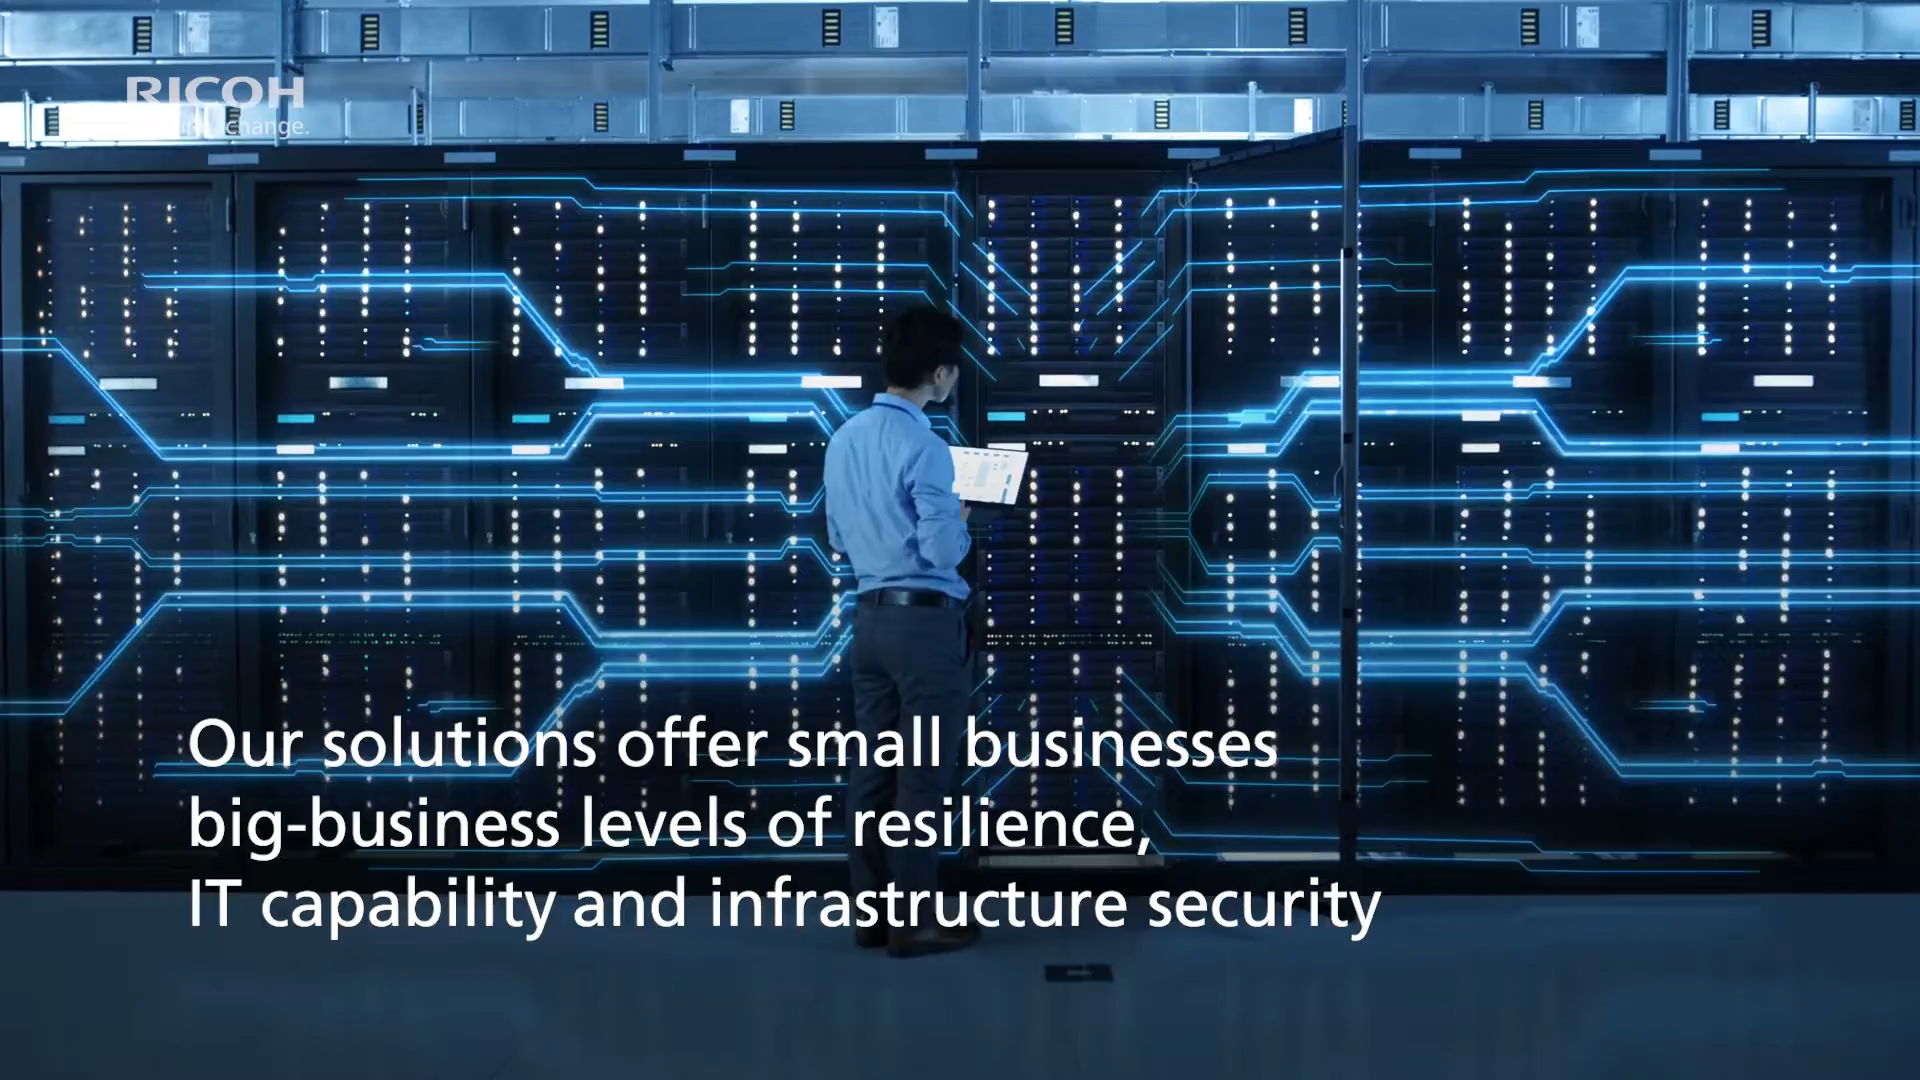 RICOH
change.
Our solutions offer small businesses
big-business levels of resilience,
IT capability and infrastructure security